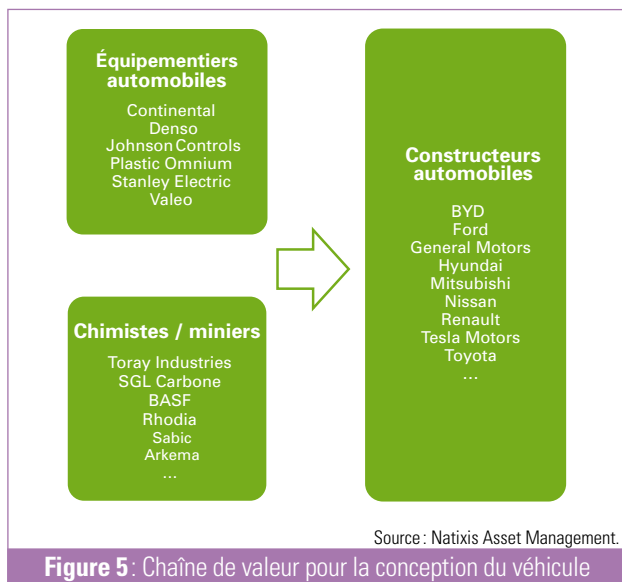 Équipementiers
automobiles
Continental
Denso
Johnson Controls
Plastic Omnium
Stanley Electric
Valeo
Chimistes / miniers
Toray Industries
SGL Carbone
BASF
Rhodia
Sabic
Arkema
...
Constructeurs
automobiles
BYD
Ford
General Motors
Hyundai
Mitsubishi
Nissan
Renault
Tesla Motors
Toyota
...
Source : Natixis Asset Management.
Figure 5 : Chaîne de valeur pour la conception du véhicule